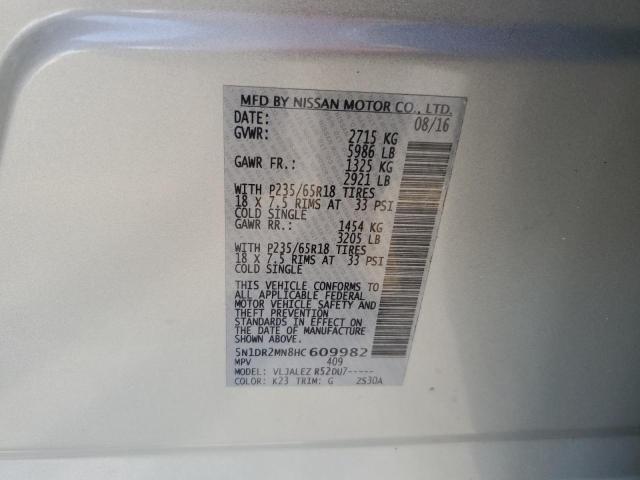 MFD BY NISSAN MOTOR CO., LTD.
DATE: 08/16
GVWR: 2715 KG
5986 LB
GAWR FR.: 1325 KG
2921 LB
WITH P235/65R18 TIRES
18 X 7.5 RIMS AT 33 PSI
COLD SINGLE
GAWR RR.: 1454 KG
3205 LB
WITH P235/65R18 TIRES
18 X 7.5 RIMS AT 33 PSI
COLD SINGLE
THIS VEHICLE CONFORMS TO
ALL APPLICABLE FEDERAL
MOTOR VEHICLE SAFETY AND
THEFT PREVENTION
STANDARDS IN EFFECT ON
THE DATE OF MANUFACTURE
SHOWN ABOVE.
5N1DR2MN8HC609982
MPV 409
MODEL: VLJALEZ R52DU7-----
COLOR: K23 TRIM: G 2S30A